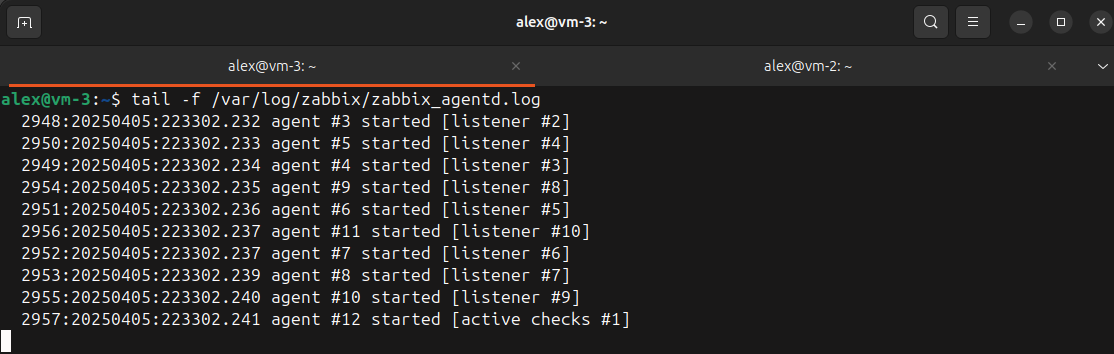 alex@vm-3: ~
alex@vm-3: ~
alex@vm-2: ~
alex@vm-3:~$ tail -f /var/log/zabbix/zabbix_agentd.log
2948:20250405:223302.232 agent #3 started [listener #2]
2950:20250405:223302.233 agent #5 started [listener #4]
2949:20250405:223302.234 agent #4 started [listener #3]
2954:20250405:223302.235 agent #9 started [listener #8]
2951:20250405:223302.236 agent #6 started [listener #5]
2956:20250405:223302.237 agent #11 started [listener #10]
2952:20250405:223302.237 agent #7 started [listener #6]
2953:20250405:223302.239 agent #8 started [listener #7]
2955:20250405:223302.240 agent #10 started [listener #9]
2957:20250405:223302.241 agent #12 started [active checks #1]